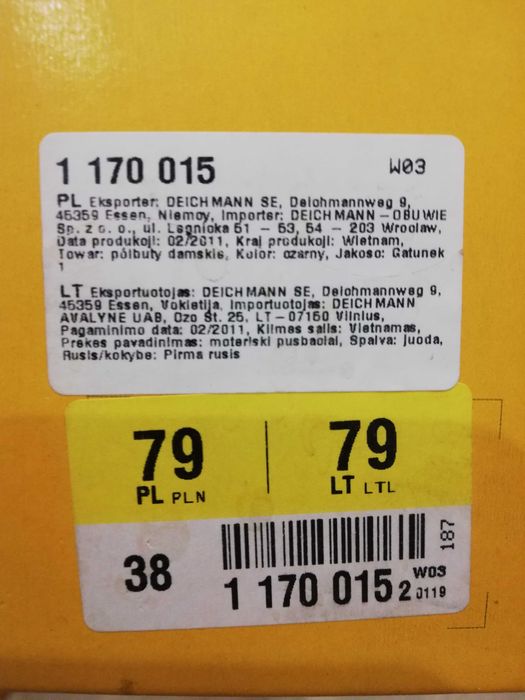 1 170 015 W03
PL Eksporter: DEICHMANN SE, Deichmannweg 9,
45359 Essen, Niemcy, Importer: DEICHMANN – OBUWIE
Sp. z o. o., ul. Legnicka 51 – 53, 54 – 203 Wrocław,
Data produkcji: 02/2011, Kraj produkcji: Wietnam,
Towar: półbuty damskie, Kolor: czarny, Jakość: Gatunek
1
LT Eksportuotojas: DEICHMANN SE, Deichmannweg 9,
45359 Essen, Vokietija, Importuotojas: DEICHMANN
AVALYNE UAB, Ozo St. 25, LT – 07150 Vilnius,
Pagaminimo data: 02/2011, Kilmes salis: Vietnamas,
Prekes pavadinimas: moteriski pusbaciai, Spalva: juoda,
Rusis/kokybe: Pirma rusis
79 79
PL PLN LT LTL
38
187
1 170 015 2 W03
0119